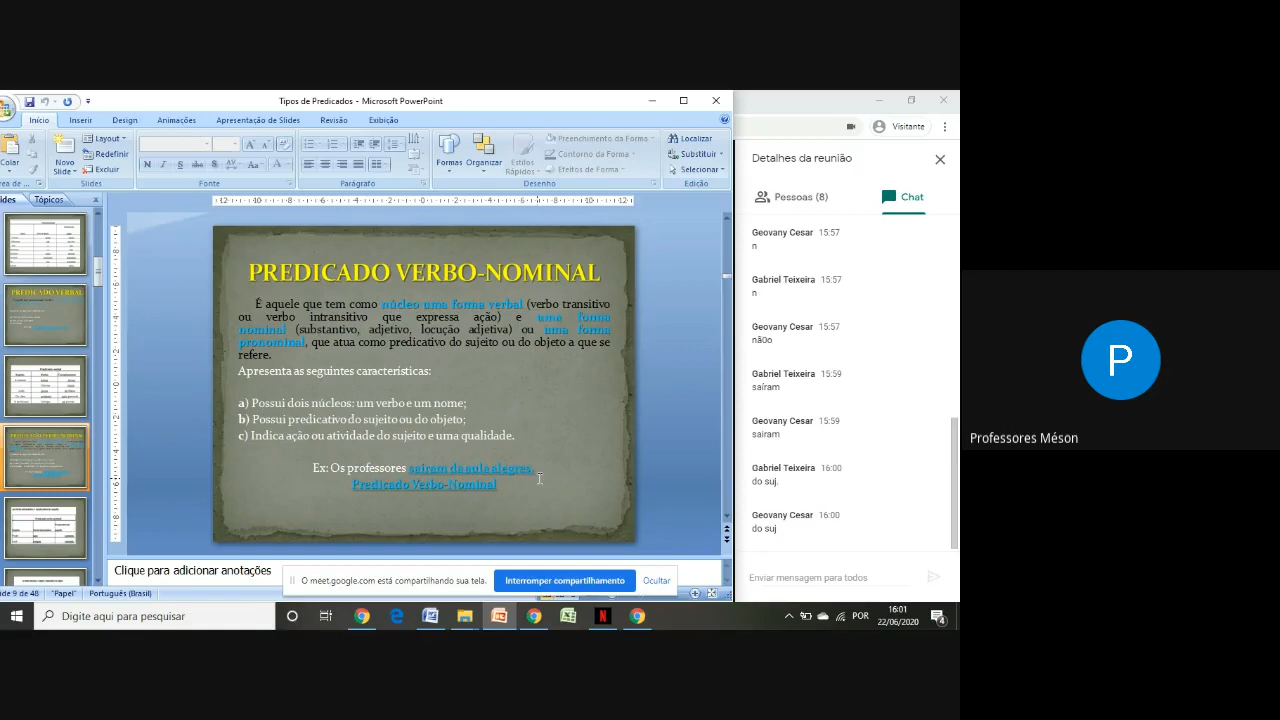 Tipos de Predicados - Microsoft PowerPoint
Início Inserir Design Animações Apresentação de Slides Revisão Exibição
Colar
Novo Slide
Layout
Redefinir
Excluir
Slides
Fonte
Parágrafo
Formas
Organizar
Estilos Rápidos
Preenchimento da Forma
Contorno da Forma
Efeitos de Forma
Desenho
Localizar
Substituir
Selecionar
Edição
Tópicos
PREDICADO VERBO-NOMINAL
É aquele que tem como núcleo uma forma verbal (verbo transitivo
ou verbo intransitivo que expressa ação) e uma forma
nominal (substantivo, adjetivo, locução adjetiva) ou uma forma
pronominal, que atua como predicativo do sujeito ou do objeto a que se
refere.
Apresenta as seguintes características:
a) Possui dois núcleos: um verbo e um nome;
b) Possui predicativo do sujeito ou do objeto;
c) Indica ação ou atividade do sujeito e uma qualidade.
Ex: Os professores saíram da aula alegres.
Predicado Verbo-Nominal
Clique para adicionar anotações
O meet.google.com está compartilhando sua tela.
Interromper compartilhamento
Ocultar
de 9 de 48
"Papel"
Português (Brasil)
Visitante
Detalhes da reunião
Pessoas (8)
Chat
Geovany Cesar 15:57
n
Gabriel Teixeira 15:57
n
Geovany Cesar 15:57
nã0o
Gabriel Teixeira 15:59
saíram
Geovany Cesar 15:59
sairam
Gabriel Teixeira 16:00
do suj.
Geovany Cesar 16:00
do suj
Enviar mensagem para todos
Digite aqui para pesquisar
POR
16:01
22/06/2020
4
P
Professores Méson